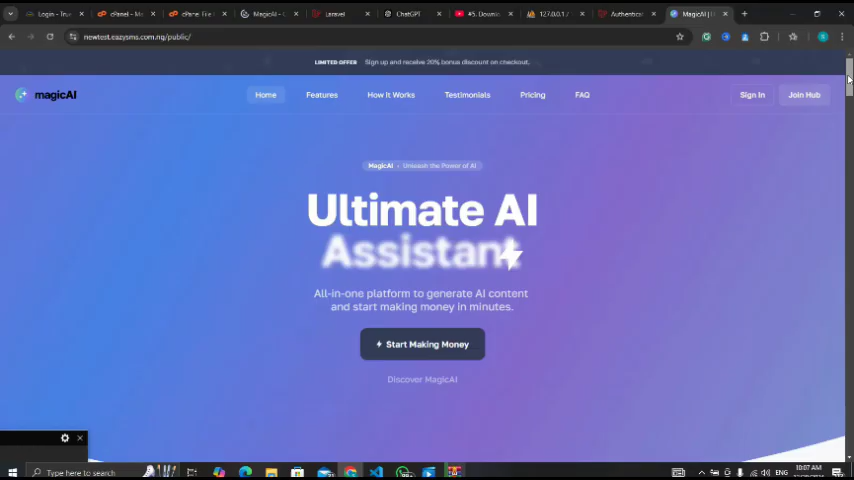 Login - Tru
cPanel - M
cPanel File
MagicAI - C
Laravel
ChatGPT
127.0.0.1 /
Authentica
MagicAI |
newtest.eazysms.com.ng/public/
LIMITED OFFER Sign up and receive 20% bonus discount on checkout.
magicAI
Home
Features
How It Works
Testimonials
Pricing
FAQ
Sign In
Join Hub
MagicAI • Unleash the Power of AI
Ultimate AI
Assistant
All-in-one platform to generate AI content
and start making money in minutes.
Start Making Money
Discover MagicAI
Type here to search
ENG
10:07 AM